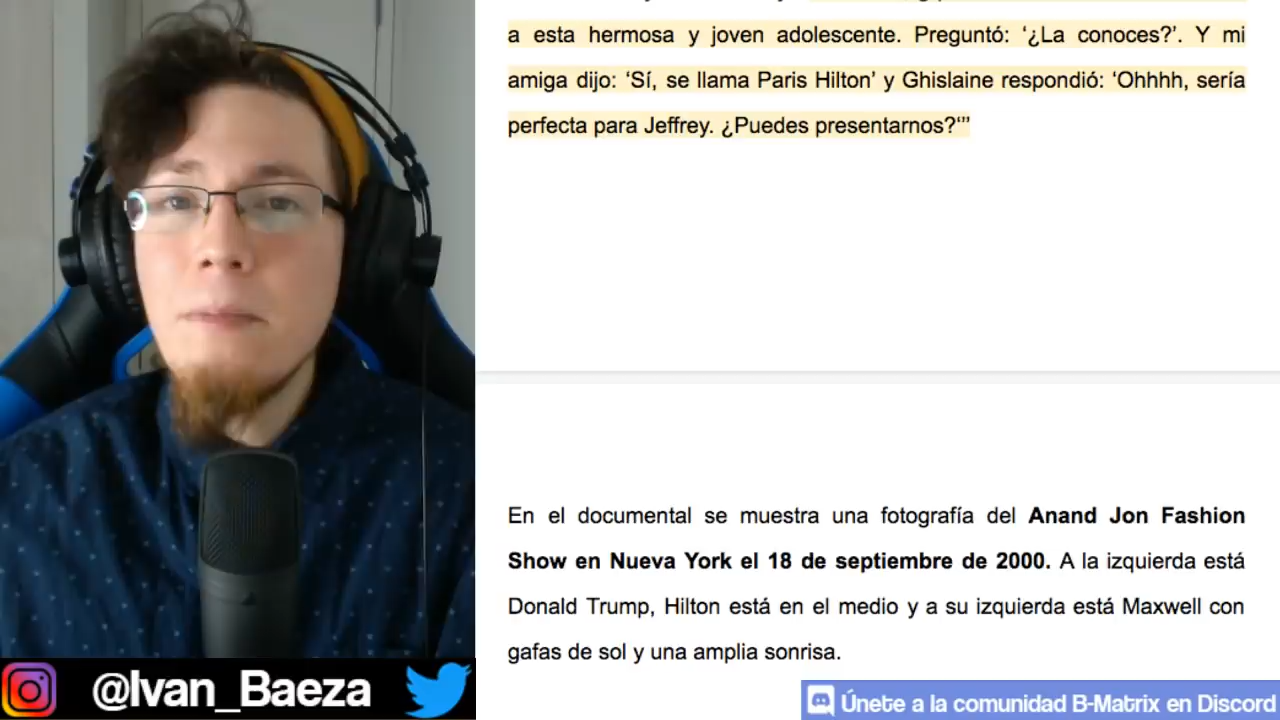 a esta hermosa y joven adolescente. Preguntó: ‘¿La conoces?’. Y mi
amiga dijo: ‘Sí, se llama Paris Hilton’ y Ghislaine respondió: ‘Ohhhh, sería
perfecta para Jeffrey. ¿Puedes presentarnos?‘”
En el documental se muestra una fotografía del Anand Jon Fashion
Show en Nueva York el 18 de septiembre de 2000. A la izquierda está
Donald Trump, Hilton está en el medio y a su izquierda está Maxwell con
gafas de sol y una amplia sonrisa.
@Ivan_Baeza
Únete a la comunidad B-Matrix en Discord